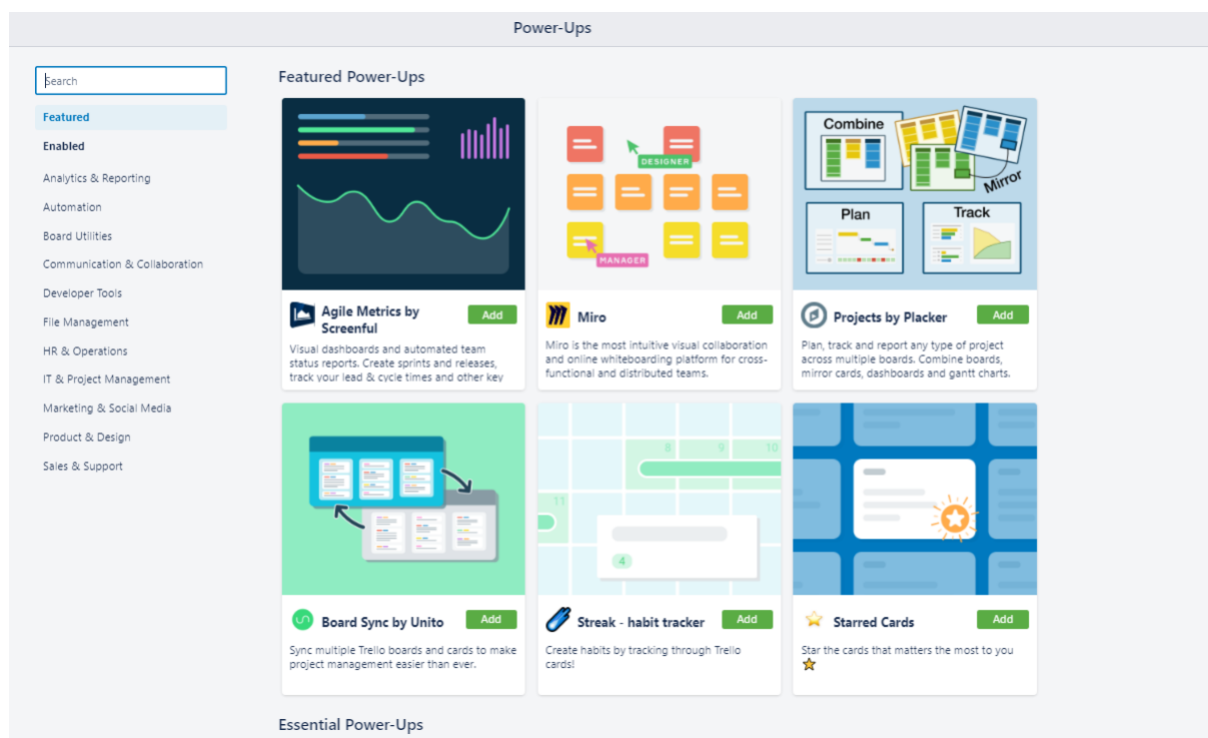 Power-Ups
Search
Featured
Enabled
Analytics & Reporting
Automation
Board Utilities
Communication & Collaboration
Developer Tools
File Management
HR & Operations
IT & Project Management
Marketing & Social Media
Product & Design
Sales & Support
Featured Power-Ups
Agile Metrics by
Screenful
Add
Visual dashboards and automated team
status reports. Create sprints and releases,
track your lead & cycle times and other key
DESIGNER
MANAGER
Miro
Add
Miro is the most intuitive visual collaboration
and online whiteboarding platform for cross-
functional and distributed teams.
Combine
Mirror
Plan
Track
Projects by Placker
Add
Plan, track and report any type of project
across multiple boards. Combine boards,
mirror cards, dashboards and gantt charts.
Board Sync by Unito
Add
Sync multiple Trello boards and cards to make
project management easier than ever.
8 9 10
11
4
Streak - habit tracker
Add
Create habits by tracking through Trello
cards!
Starred Cards
Add
Star the cards that matters the most to you
Essential Power-Ups